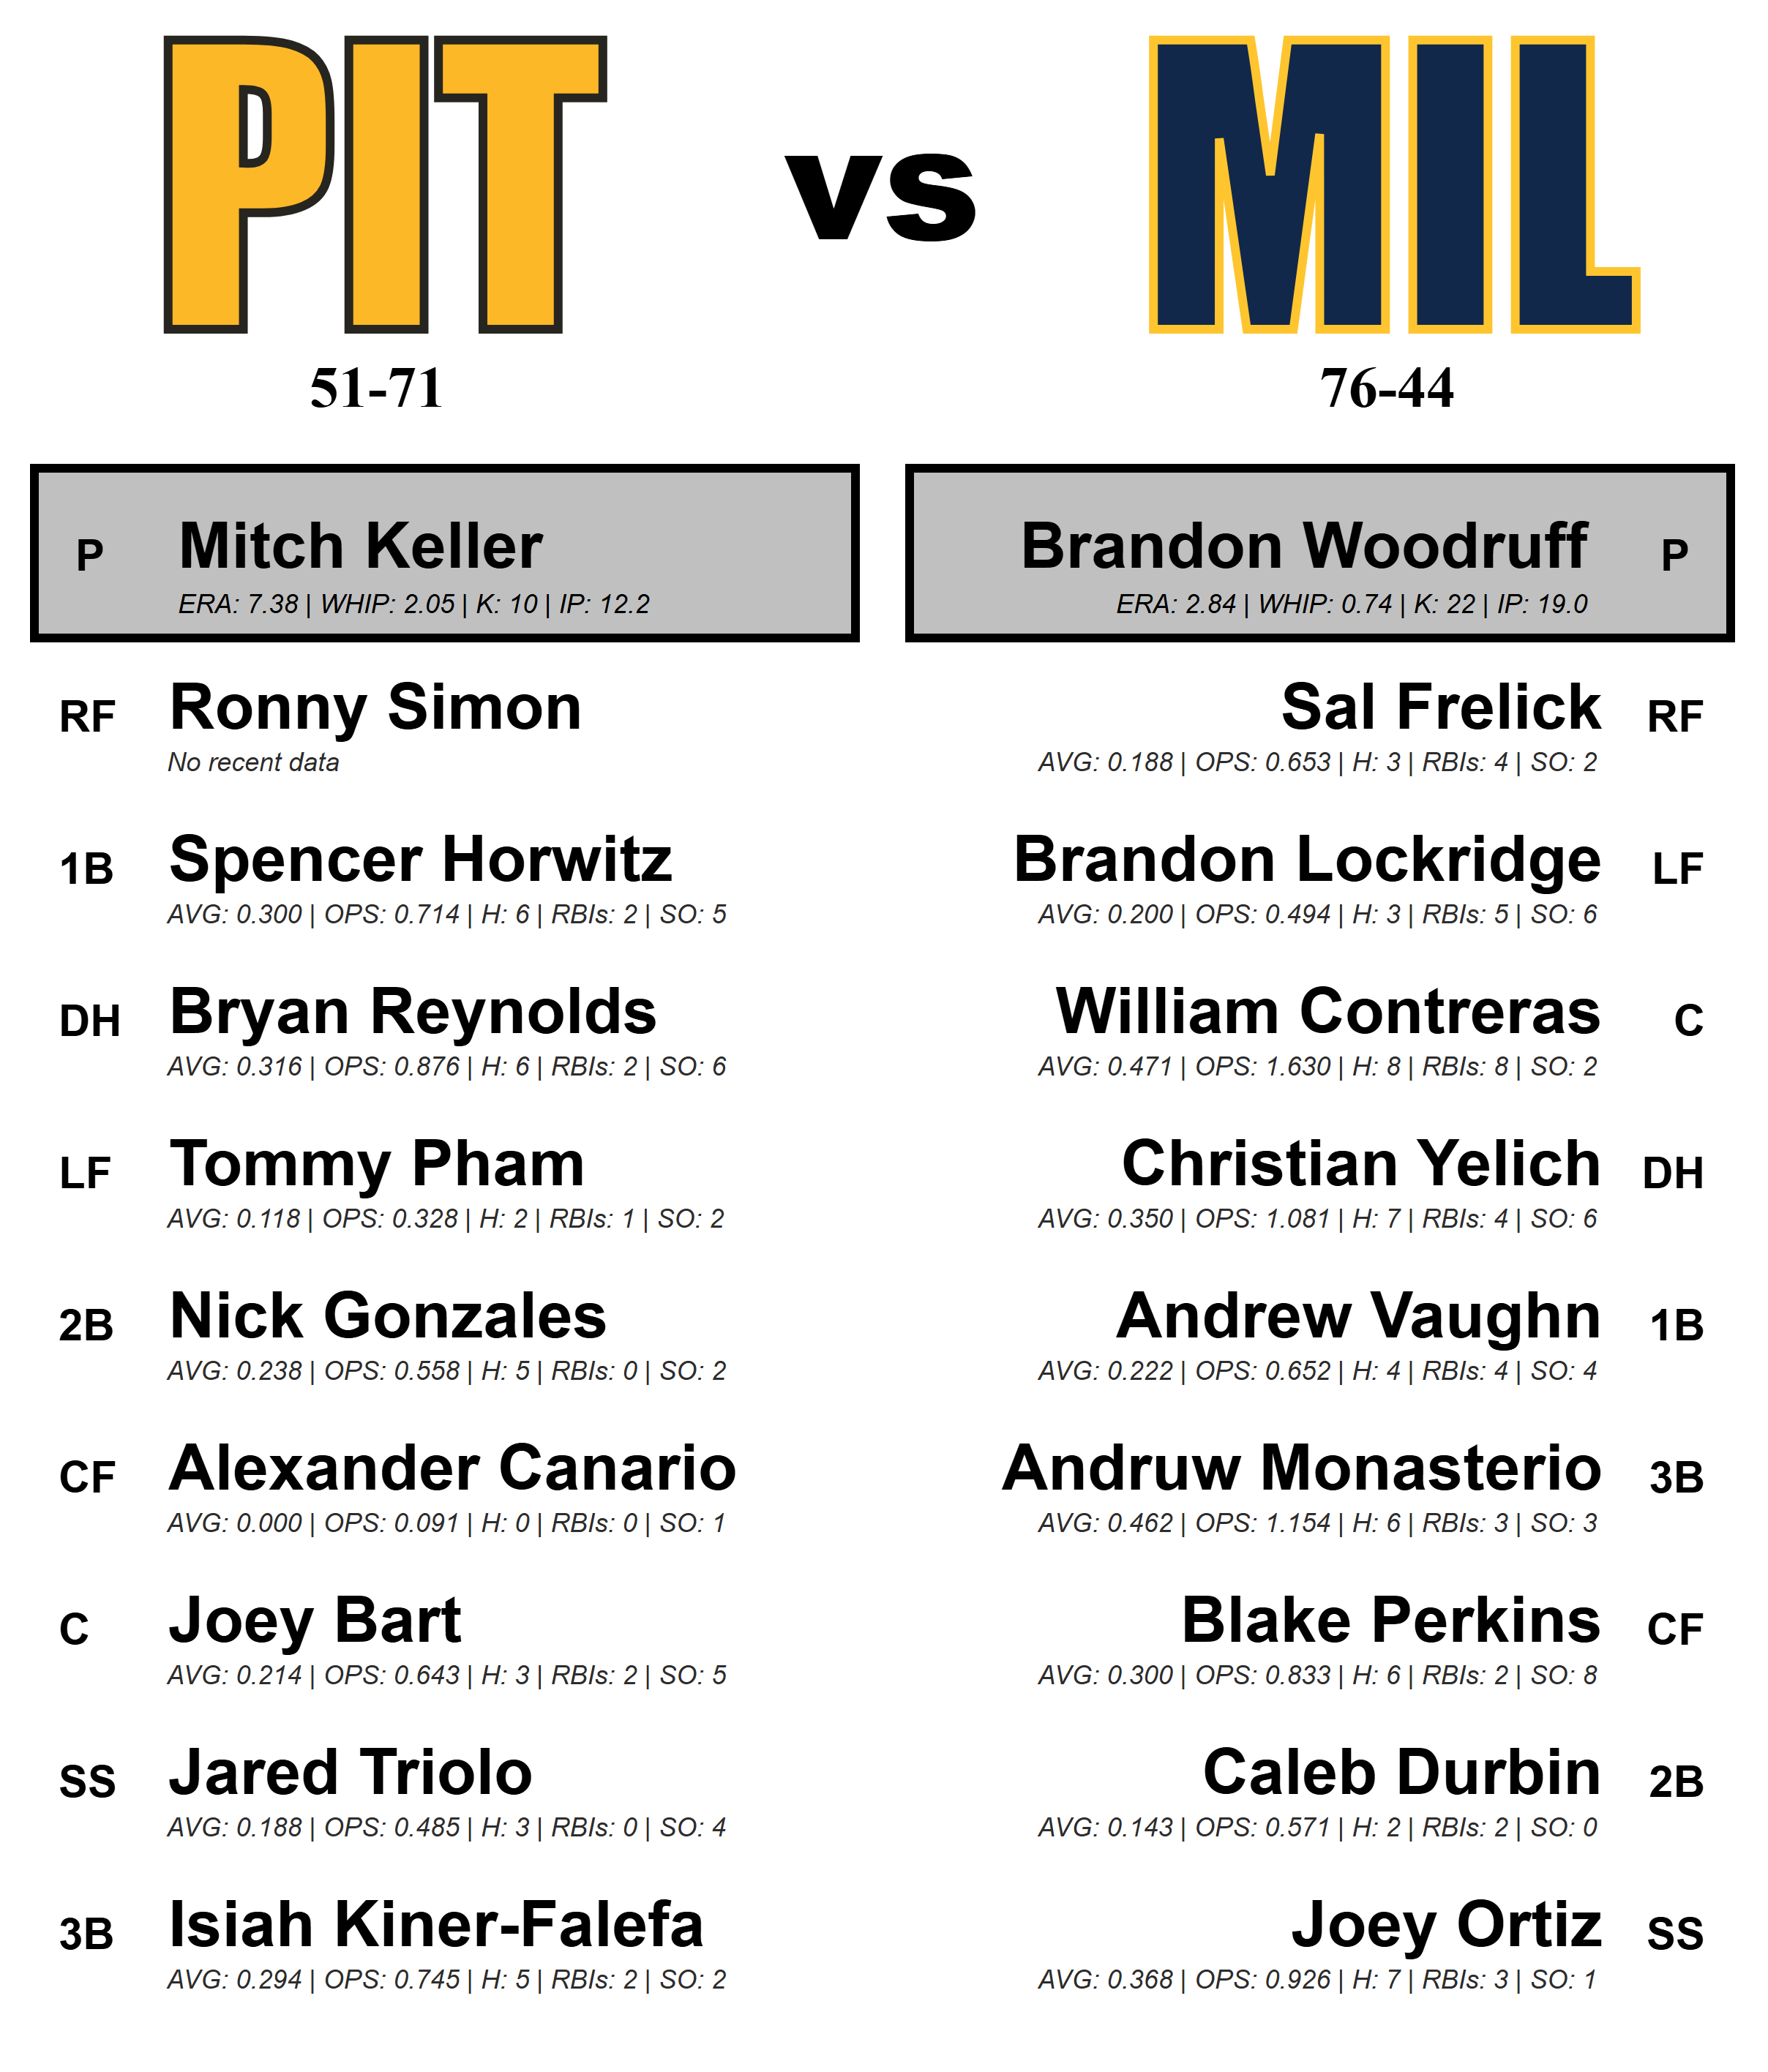 PIT vs MIL
51-71
76-44
P Mitch Keller
ERA: 7.38 | WHIP: 2.05 | K: 10 | IP: 12.2
Brandon Woodruff P
ERA: 2.84 | WHIP: 0.74 | K: 22 | IP: 19.0
RF Ronny Simon
No recent data
Sal Frelick RF
AVG: 0.188 | OPS: 0.653 | H: 3 | RBIs: 4 | SO: 2
1B Spencer Horwitz
AVG: 0.300 | OPS: 0.714 | H: 6 | RBIs: 2 | SO: 5
Brandon Lockridge LF
AVG: 0.200 | OPS: 0.494 | H: 3 | RBIs: 5 | SO: 6
DH Bryan Reynolds
AVG: 0.316 | OPS: 0.876 | H: 6 | RBIs: 2 | SO: 6
William Contreras C
AVG: 0.471 | OPS: 1.630 | H: 8 | RBIs: 8 | SO: 2
LF Tommy Pham
AVG: 0.118 | OPS: 0.328 | H: 2 | RBIs: 1 | SO: 2
Christian Yelich DH
AVG: 0.350 | OPS: 1.081 | H: 7 | RBIs: 4 | SO: 6
2B Nick Gonzales
AVG: 0.238 | OPS: 0.558 | H: 5 | RBIs: 0 | SO: 2
Andrew Vaughn 1B
AVG: 0.222 | OPS: 0.652 | H: 4 | RBIs: 4 | SO: 4
CF Alexander Canario
AVG: 0.000 | OPS: 0.091 | H: 0 | RBIs: 0 | SO: 1
Andruw Monasterio 3B
AVG: 0.462 | OPS: 1.154 | H: 6 | RBIs: 3 | SO: 3
C Joey Bart
AVG: 0.214 | OPS: 0.643 | H: 3 | RBIs: 2 | SO: 5
Blake Perkins CF
AVG: 0.300 | OPS: 0.833 | H: 6 | RBIs: 2 | SO: 8
SS Jared Triolo
AVG: 0.188 | OPS: 0.485 | H: 3 | RBIs: 0 | SO: 4
Caleb Durbin 2B
AVG: 0.143 | OPS: 0.571 | H: 2 | RBIs: 2 | SO: 0
3B Isiah Kiner-Falefa
AVG: 0.294 | OPS: 0.745 | H: 5 | RBIs: 2 | SO: 2
Joey Ortiz SS
AVG: 0.368 | OPS: 0.926 | H: 7 | RBIs: 3 | SO: 1